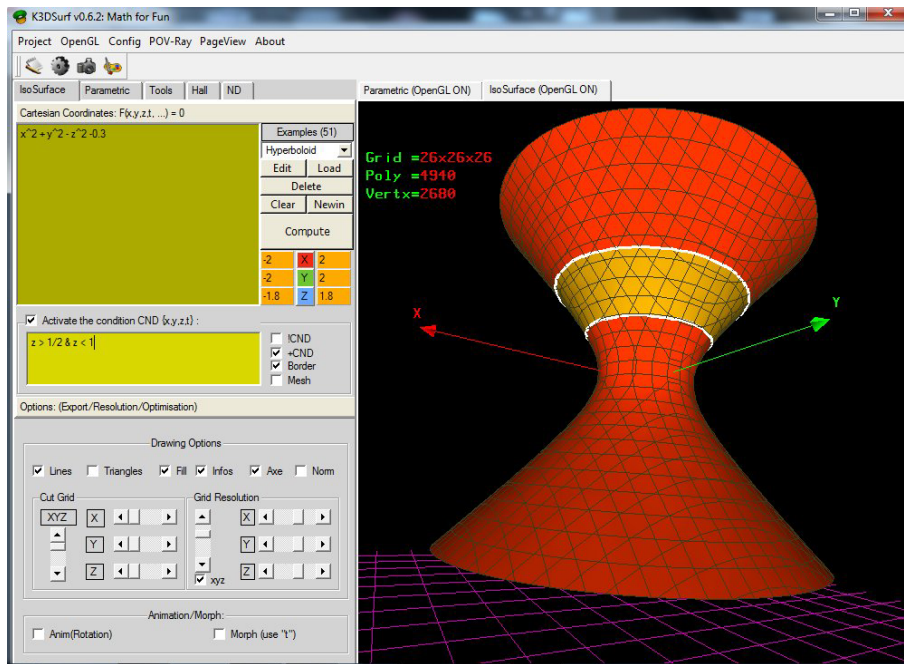 K3DSurf v0.6.2: Math for Fun
Project OpenGL Config POV-Ray PageView About
IsoSurface Parametric Tools Hall ND
Parametric (OpenGL ON) IsoSurface (OpenGL ON)
Cartesian Coordinates: F(x,y,z,t, ...) = 0
x^2 + y^2 - z^2 -0.3
Examples (51)
Hyperboloid
Edit Load
Delete
Clear Newin
Compute
-2 X 2
-2 Y 2
-1.8 Z 1.8
Grid =26x26x26
Poly =4940
Vertx=2680
X
Y
Activate the condition CND {x,y,z,t} :
z > 1/2 & z < 1
!CND
+CND
Border
Mesh
Options: (Export/Resolution/Optimisation)
Drawing Options
Lines Triangles Fill Infos Axe Norm
Cut Grid
XYZ X
Y
Z
Grid Resolution
X
Y
Z
xyz
Animation/Morph:
Anim(Rotation) Morph (use "t")